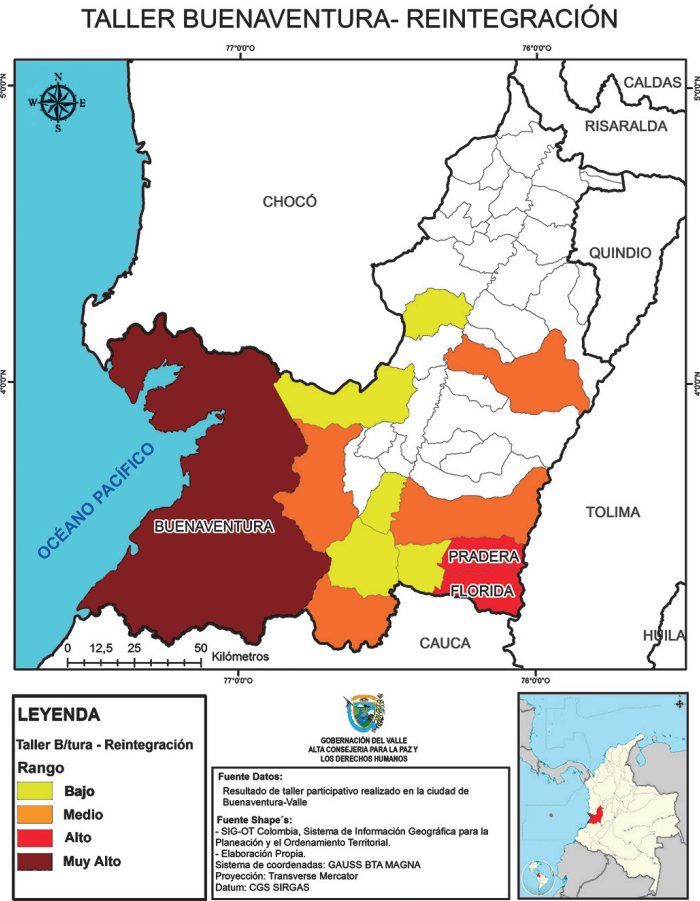 TALLER BUENAVENTURA- REINTEGRACIÓN
77°0'0"O
76°0'0"O
5°0'0"N
5°0'0"N
N
W
E
S
CALDAS
RISARALDA
CHOCÓ
QUINDIO
4°0'0"N
4°0'0"N
OCÉANO PACÍFICO
TOLIMA
BUENAVENTURA
PRADERA
FLORIDA
CAUCA
HUILA
0 12,5 25 50
Kilómetros
77°0'0"O
76°0'0"O
LEYENDA
Taller B/tura - Reintegración
Rango
Bajo
Medio
Alto
Muy Alto
GOBERNACIÓN DEL VALLE
ALTA CONSEJERIA PARA LA PAZ Y
LOS DERECHOS HUMANOS
Fuente Datos:
Resultado de taller participativo realizado en la ciudad de
Buenaventura-Valle
Fuente Shape´s:
- SIG-OT Colombia, Sistema de Información Geográfica para la
Planeación y el Ordenamiento Territorial.
- Elaboración Propia.
Sistema de coordenadas: GAUSS BTA MAGNA
Proyección: Transverse Mercator
Datum: CGS SIRGAS